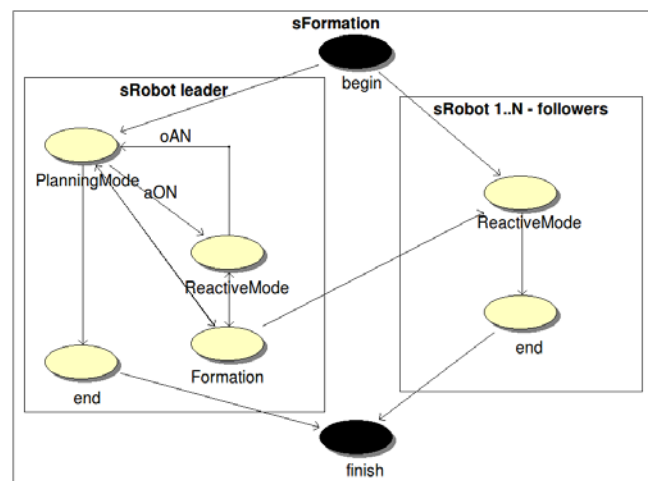 sFormation
begin
sRobot leader
sRobot 1..N - followers
oAN
PlanningMode
aON
ReactiveMode
ReactiveMode
Formation
end
end
finish